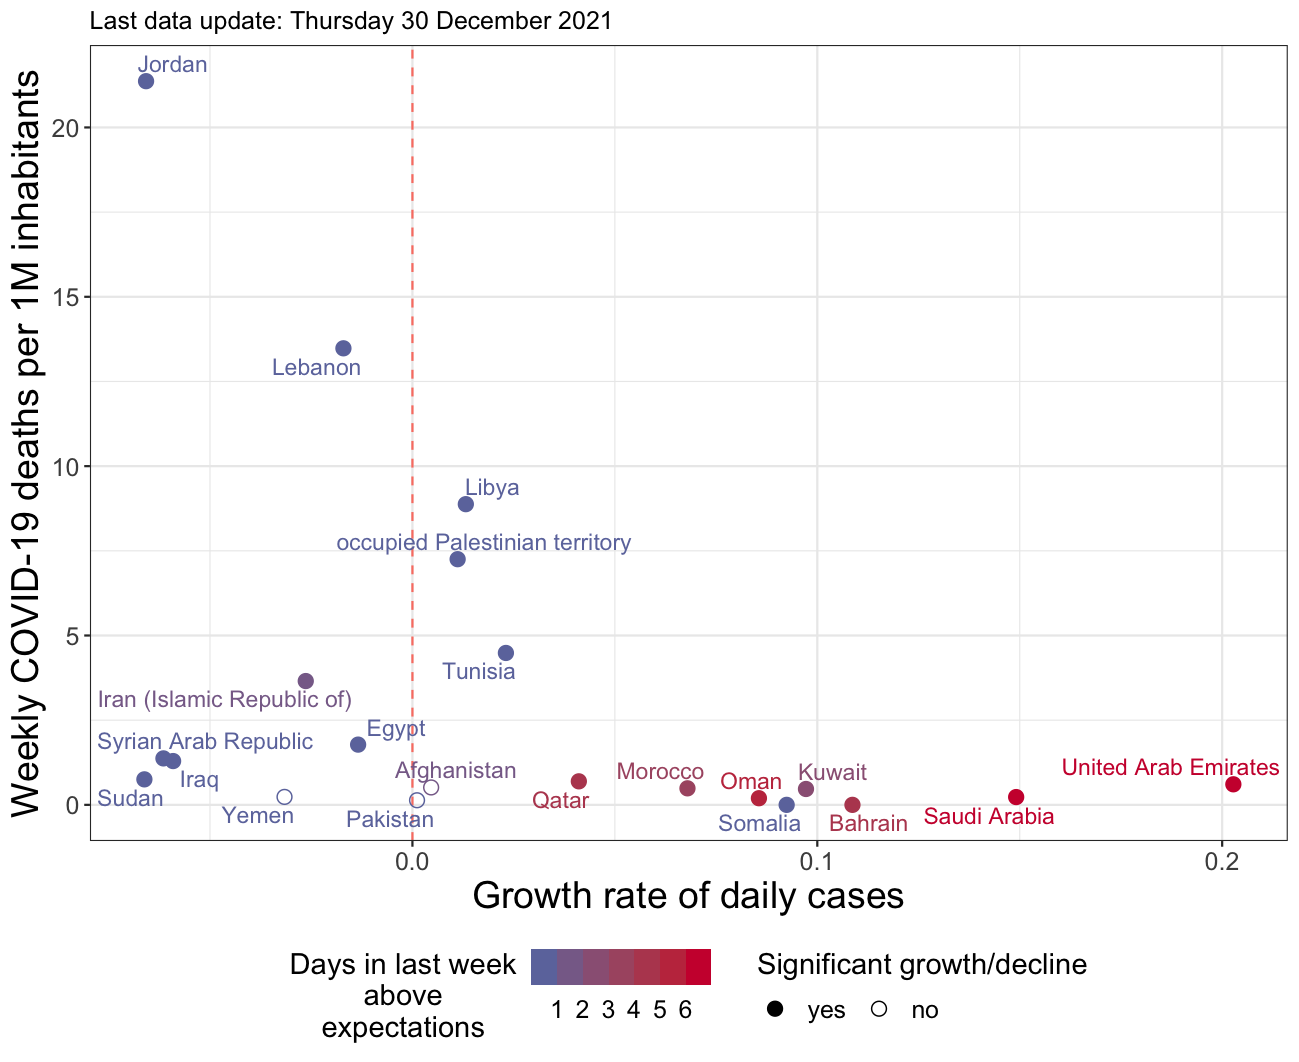 Last data update: Thursday 30 December 2021
Weekly COVID-19 deaths per 1M inhabitants
20
15
10
5
0
Jordan
Lebanon
Libya
occupied Palestinian territory
Tunisia
Iran (Islamic Republic of)
Egypt
Syrian Arab Republic
Iraq
Sudan
Yemen
Afghanistan
Pakistan
Qatar
Morocco
Oman
Kuwait
Somalia
Bahrain
Saudi Arabia
United Arab Emirates
0.0 0.1 0.2
Growth rate of daily cases
Days in last week
above
expectations
1 2 3 4 5 6
Significant growth/decline
yes no